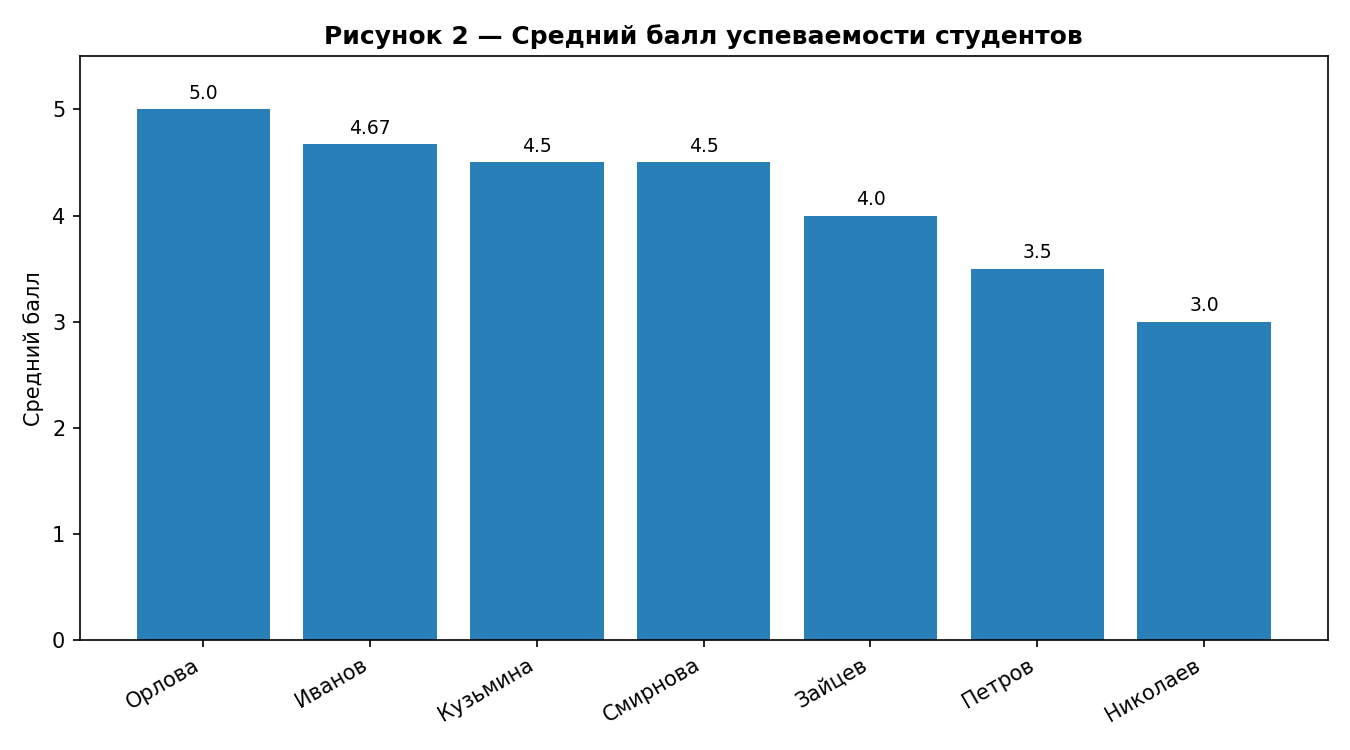 Рисунок 2 — Средний балл успеваемости студентов
Средний балл
5
4
3
2
1
0
5.0
4.67
4.5
4.5
4.0
3.5
3.0
Орлова
Иванов
Кузьмина
Смирнова
Зайцев
Петров
Николаев